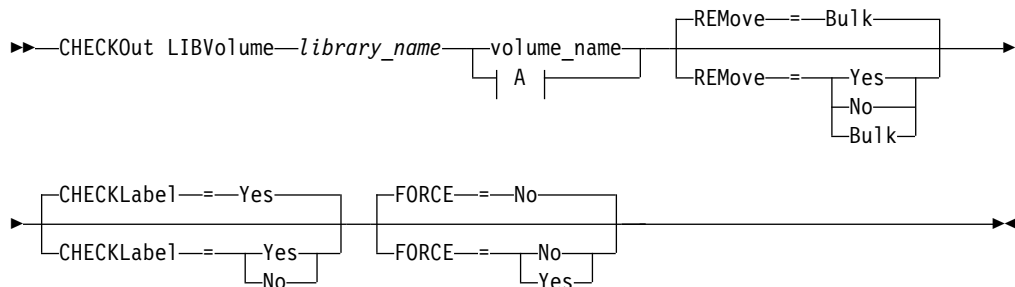 REMove = Bulk
CHECKOut LIBVolume library_name volume_name
A
REMove = Yes
No
Bulk
CHECKLabel = Yes
CHECKLabel = Yes
No
FORCE = No
FORCE = No
Yes